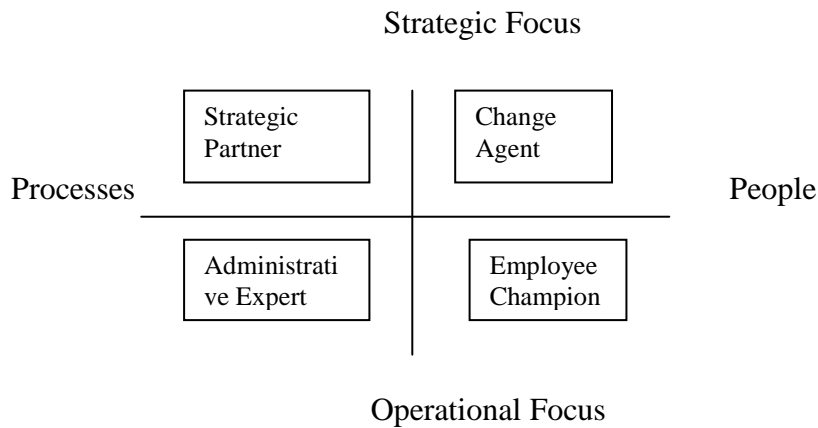 Strategic Focus
Strategic
Partner
Change
Agent
Processes
People
Administrati
ve Expert
Employee
Champion
Operational Focus